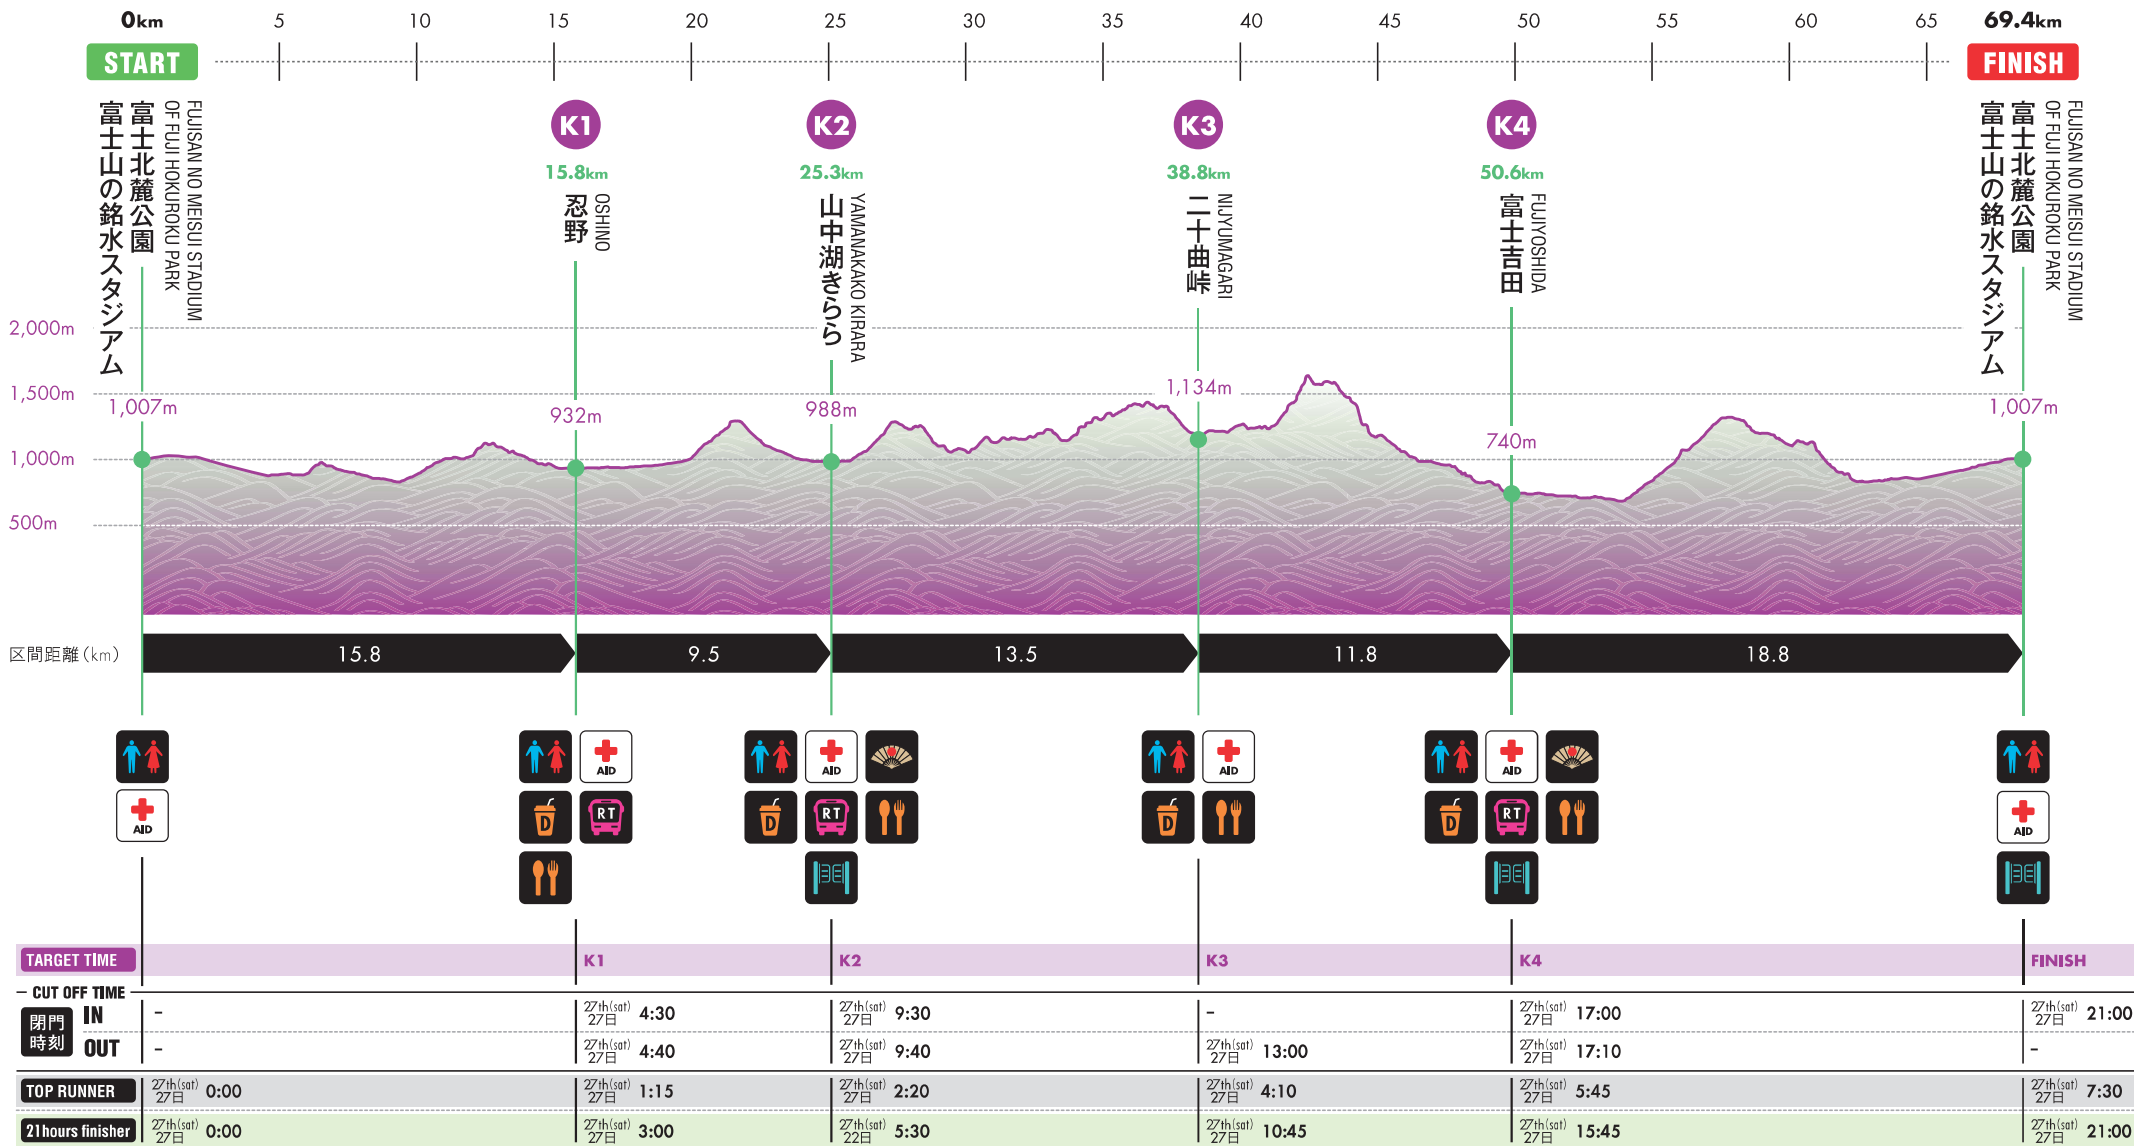 0km 5 10 15 20 25 30 35 40 45 50 55 60 65 69.4km
START
FINISH
富士北麓公園
富士山の銘水スタジアム
FUJISAN NO MEISUI STADIUM
OF FUJI HOKUROKU PARK
K1
15.8km
忍野
OSHINO
K2
25.3km
山中湖きらら
YAMANAKAKO KIRARA
K3
38.8km
二十曲峠
NIJYUMAGARI
K4
50.6km
富士吉田
FUJIYOSHIDA
富士北麓公園
富士山の銘水スタジアム
FUJISAN NO MEISUI STADIUM
OF FUJI HOKUROKU PARK
2,000m
1,500m
1,000m
500m
1,007m
932m
988m
1,134m
740m
1,007m
区間距離(km) 15.8 9.5 13.5 11.8 18.8
AID
AID
D RT
AID
D RT
AID
D
AID
D RT
AID
TARGET TIME K1 K2 K3 K4 FINISH
CUT OFF TIME
閉門
時刻
IN - 27th(sat) 27日 4:30 27th(sat) 27日 9:30 - 27th(sat) 27日 17:00 27th(sat) 27日 21:00
OUT - 27th(sat) 27日 4:40 27th(sat) 27日 9:40 27th(sat) 27日 13:00 27th(sat) 27日 17:10 -
TOP RUNNER 27th(sat) 27日 0:00 27th(sat) 27日 1:15 27th(sat) 27日 2:20 27th(sat) 27日 4:10 27th(sat) 27日 5:45 27th(sat) 27日 7:30
21hours finisher 27th(sat) 27日 0:00 27th(sat) 27日 3:00 27th(sat) 22日 5:30 27th(sat) 27日 10:45 27th(sat) 27日 15:45 27th(sat) 27日 21:00